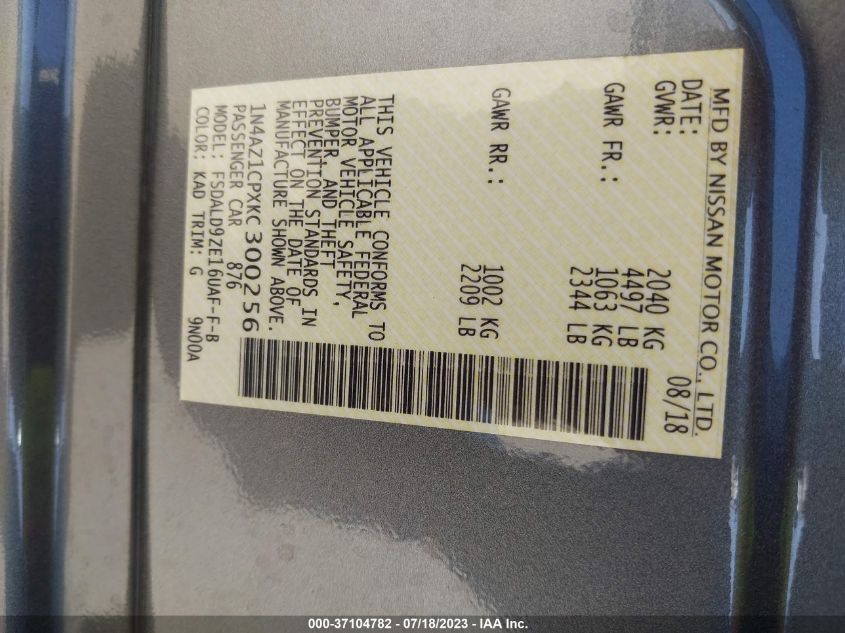 MFD BY NISSAN MOTOR CO., LTD.
DATE: 08/18
GVWR: 2040 KG
4497 LB
GAWR FR.: 1063 KG
2344 LB
GAWR RR.: 1002 KG
2209 LB
THIS VEHICLE CONFORMS TO
ALL APPLICABLE FEDERAL
MOTOR VEHICLE SAFETY,
BUMPER, AND THEFT
PREVENTION STANDARDS IN
EFFECT ON THE DATE OF
MANUFACTURE SHOWN ABOVE.
1N4AZ1CPXKC300256
PASSENGER CAR 876
MODEL: FSDALD9ZE16UAF-F-B
COLOR: KAD TRIM: G 9N00A
000-37104782 - 07/18/2023 - IAA Inc.